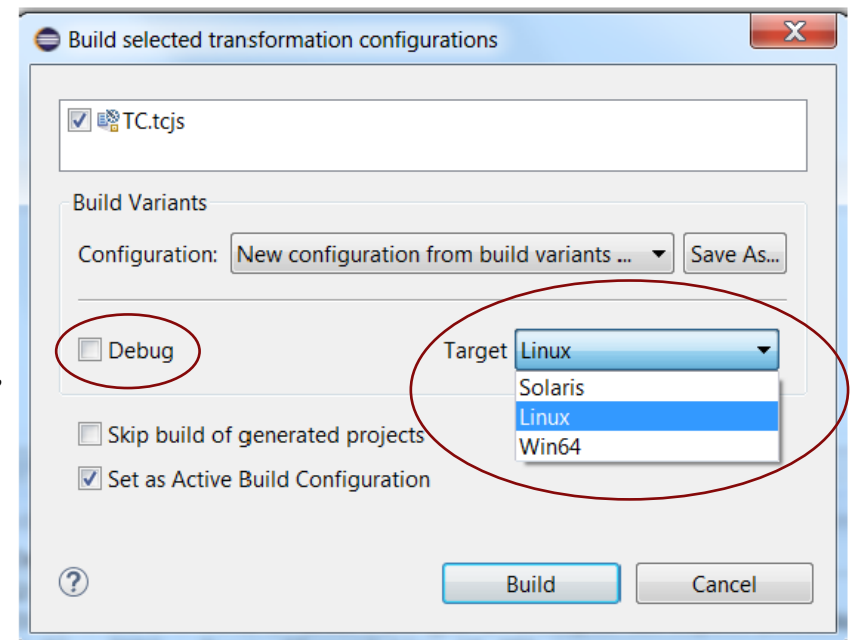 Build selected transformation configurations
X
TC.tcjs
Build Variants
Configuration: New configuration from build variants ... Save As...
Debug Target Linux
Solaris
Linux
Win64
Skip build of generated projects
Set as Active Build Configuration
? Build Cancel